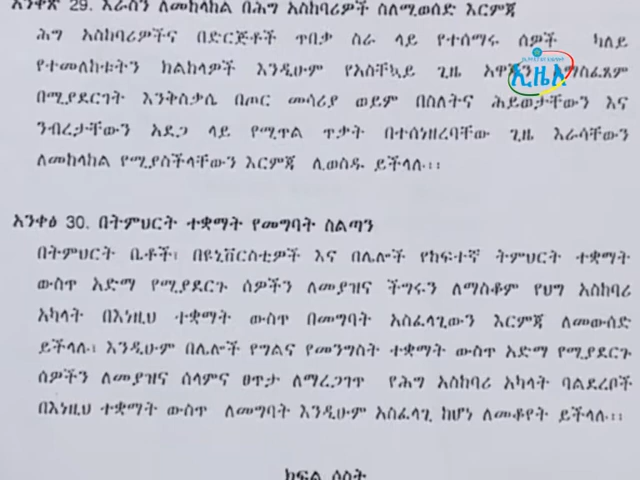 አንቀጽ 29. እራስን ለመከላከል በሕግ አስከባሪዎች ስለሚወሰድ እርምጃ
ሕግ አስከባሪዎችና በድርጅቶች ጥበቃ ስራ ላይ የተሰማሩ ሰዎች ከላይ
የተመለከቱትን ክልከላዎች እንዲሁም የአስቸኳይ ጊዜ
በሚያደርገት እንቅስቃሴ በጦር መሳሪያ ወይም በስለትና ሕይወታቸውን እና
ንብረታቸውን አደጋ ላይ የሚጥል ጥቃት በተሰነዘረባቸው ጊዜ እራሳቸውን
ለመከላከል የሚያስችላቸውን እርምጃ ሊወስዱ ይችላሉ፡፡
አንቀፅ 30. በትምህርት ተቋማት የመግባት ስልጣን
በትምህርት ቤቶች፣ በዩኒቨርስቲዎች እና በሌሎች የከፍተኛ ትምህርት ተቋማት
ውስጥ አድማ የሚያደርጉ ሰዎችን ለመያዝና ችግሩን ለማስቆም የህግ አስከባሪ
አካላት በእነዚህ ተቋማት ውስጥ በመግባት አስፈላጊውን እርምጃ ለመውሰድ
ይችላሉ፣ እንዲሁም በሌሎች የግልና የመንግስት ተቋማት ውስጥ አድማ የሚያደርጉ
ሰዎችን ለመያዝና ሰላምና ፀጥታ ለማረጋገጥ የሕግ አስከባሪ አካላት ባልደረቦች
በእነዚህ ተቋማት ውስጥ ለመግባት እንዲሁም አስፈላጊ ከሆነ ለመቆየት ይችላሉ፡፡
ክፍል ሶስት